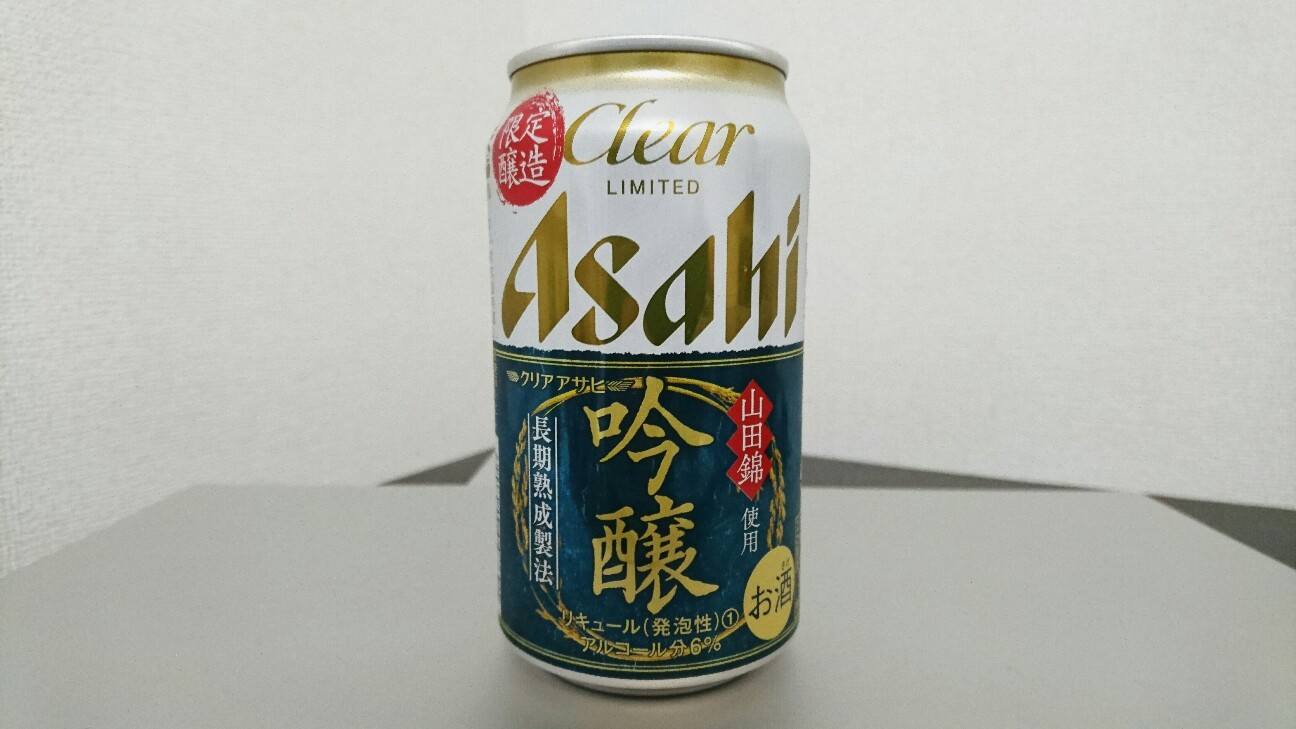 限定
醸造
Clear
LIMITED
Asahi
クリアアサヒ
吟醸
長期熟成製法
山田錦
使用
お酒
リキュール(発泡性)①
アルコール分6%